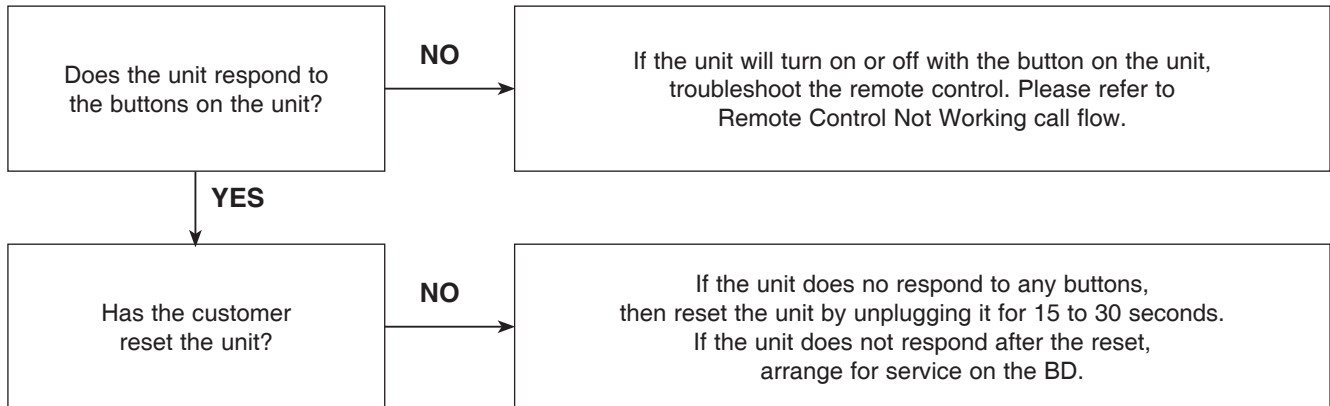 Does the unit respond to
the buttons on the unit?
NO
If the unit will turn on or off with the button on the unit,
troubleshoot the remote control. Please refer to
Remote Control Not Working call flow.
YES
Has the customer
reset the unit?
NO
If the unit does no respond to any buttons,
then reset the unit by unplugging it for 15 to 30 seconds.
If the unit does not respond after the reset,
arrange for service on the BD.